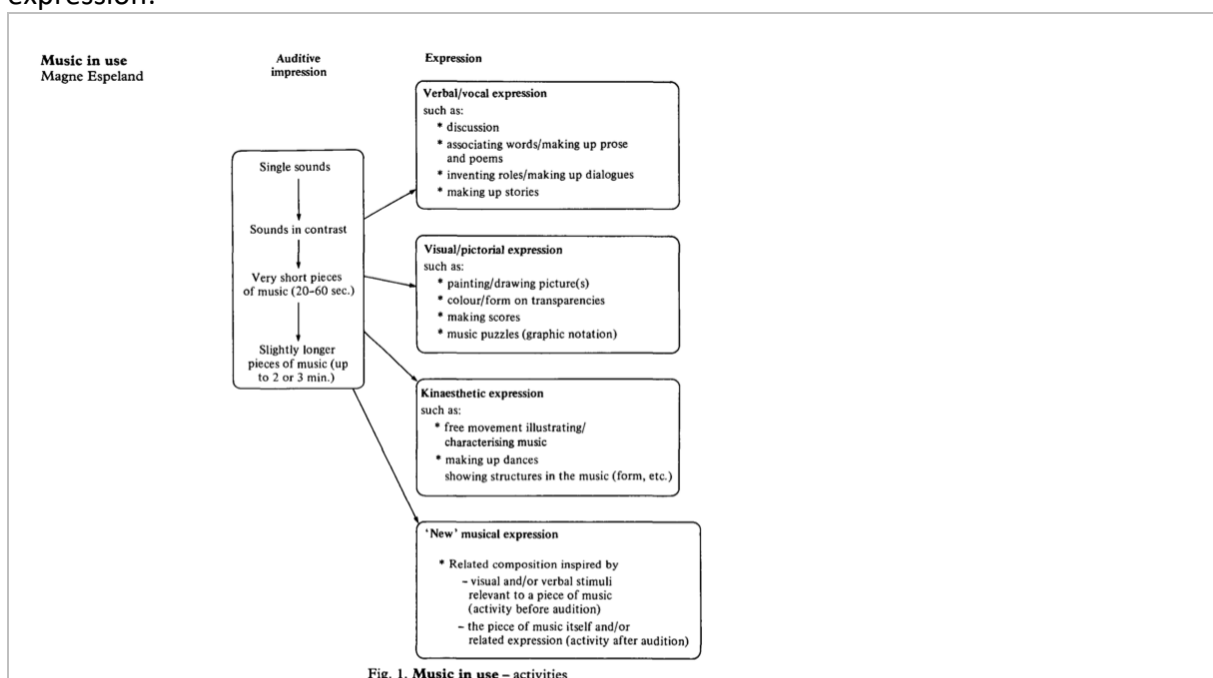 expression.
Music in use
Magne Espeland
Auditive
impression
Expression
Single sounds
Sounds in contrast
Very short pieces
of music (20–60 sec.)
Slightly longer
pieces of music (up
to 2 or 3 min.)
Verbal/vocal expression
such as:
* discussion
* associating words/making up prose
and poems
* inventing roles/making up dialogues
* making up stories
Visual/pictorial expression
such as:
* painting/drawing picture(s)
* colour/form on transparencies
* making scores
* music puzzles (graphic notation)
Kinaesthetic expression
such as:
* free movement illustrating/
characterising music
* making up dances
showing structures in the music (form, etc.)
‘New’ musical expression
* Related composition inspired by
– visual and/or verbal stimuli
relevant to a piece of music
(activity before audition)
– the piece of music itself and/or
related expression (activity after audition)
Fig. 1. Music in use – activities